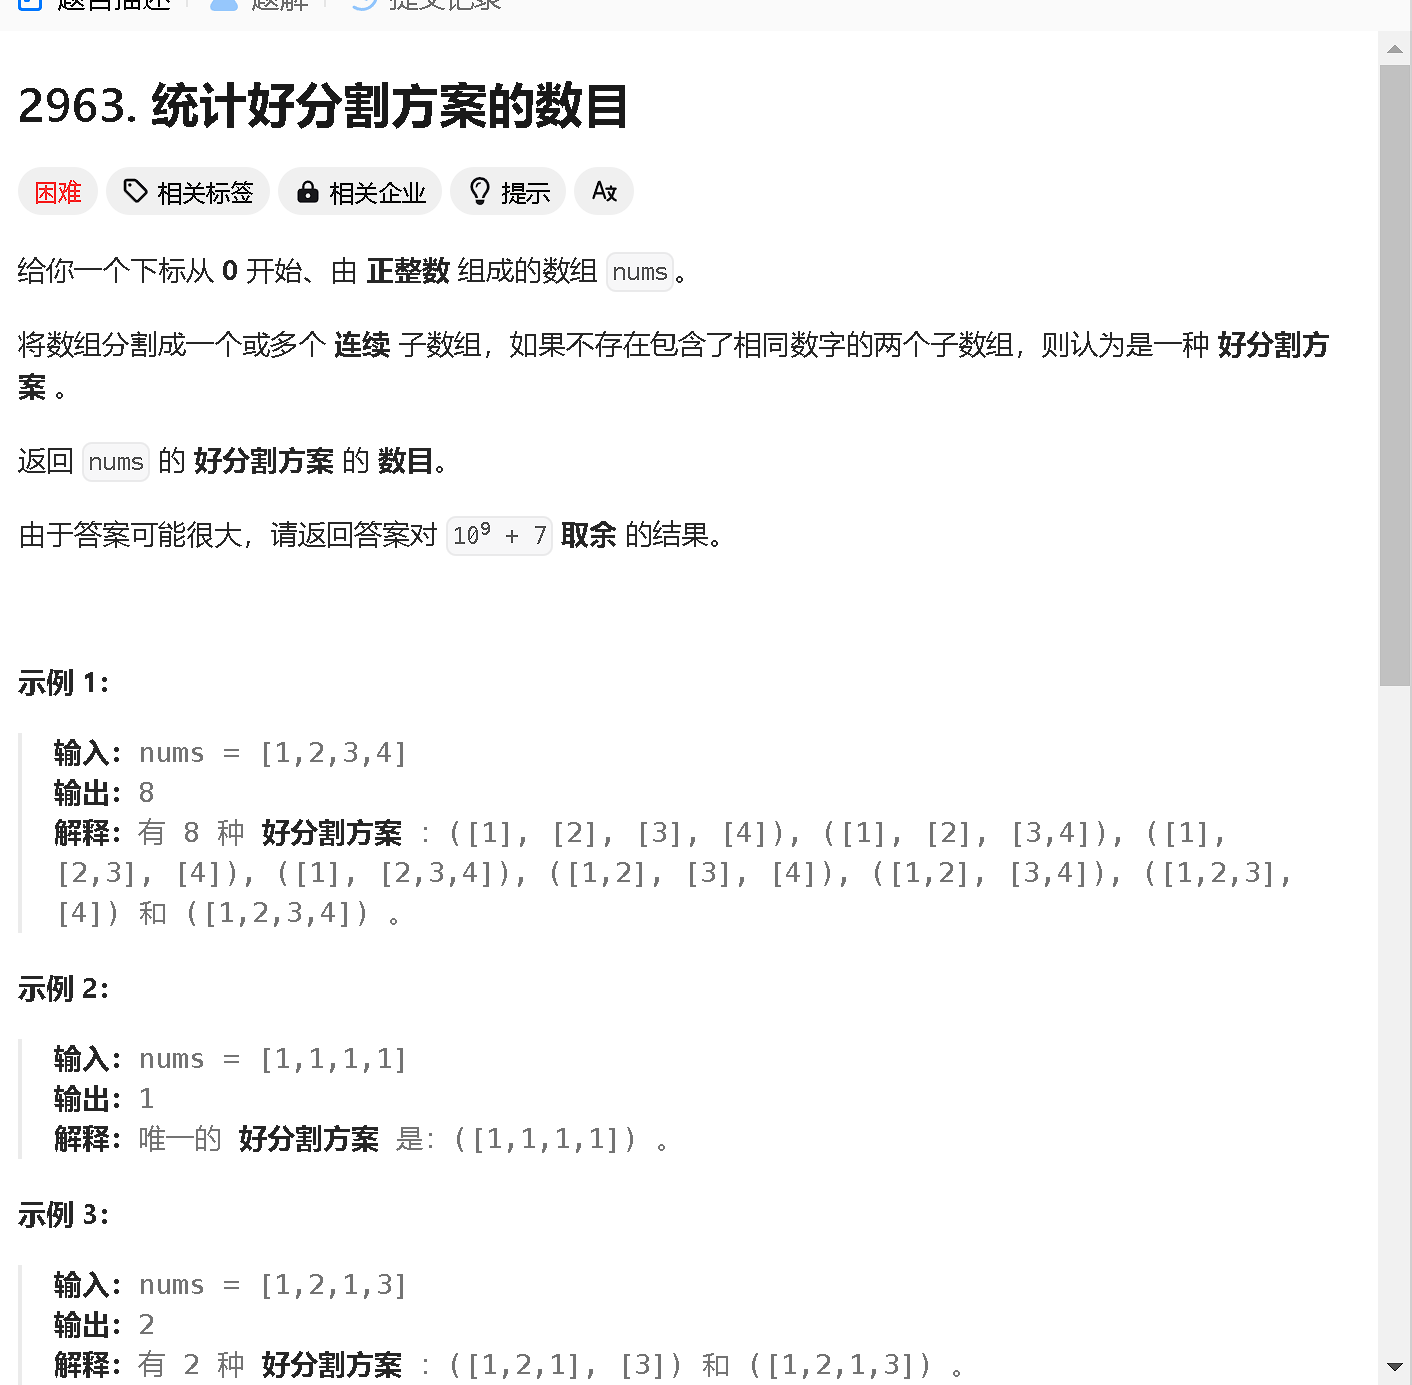 题目描述 题解 提交记录
2963. 统计好分割方案的数目
困难 相关标签 相关企业 提示 A文
给你一个下标从 0 开始、由 正整数 组成的数组 nums。
将数组分割成一个或多个 连续 子数组，如果不存在包含了相同数字的两个子数组，则认为是一种 好分割方
案 。
返回 nums 的 好分割方案 的 数目。
由于答案可能很大，请返回答案对 10⁹ + 7 取余 的结果。
示例 1：
输入：nums = [1,2,3,4]
输出：8
解释：有 8 种 好分割方案 ：([1], [2], [3], [4]), ([1], [2], [3,4]), ([1],
[2,3], [4]), ([1], [2,3,4]), ([1,2], [3], [4]), ([1,2], [3,4]), ([1,2,3],
[4]) 和 ([1,2,3,4]) 。
示例 2：
输入：nums = [1,1,1,1]
输出：1
解释：唯一的 好分割方案 是：([1,1,1,1]) 。
示例 3：
输入：nums = [1,2,1,3]
输出：2
解释：有 2 种 好分割方案 ：([1,2,1], [3]) 和 ([1,2,1,3]) 。